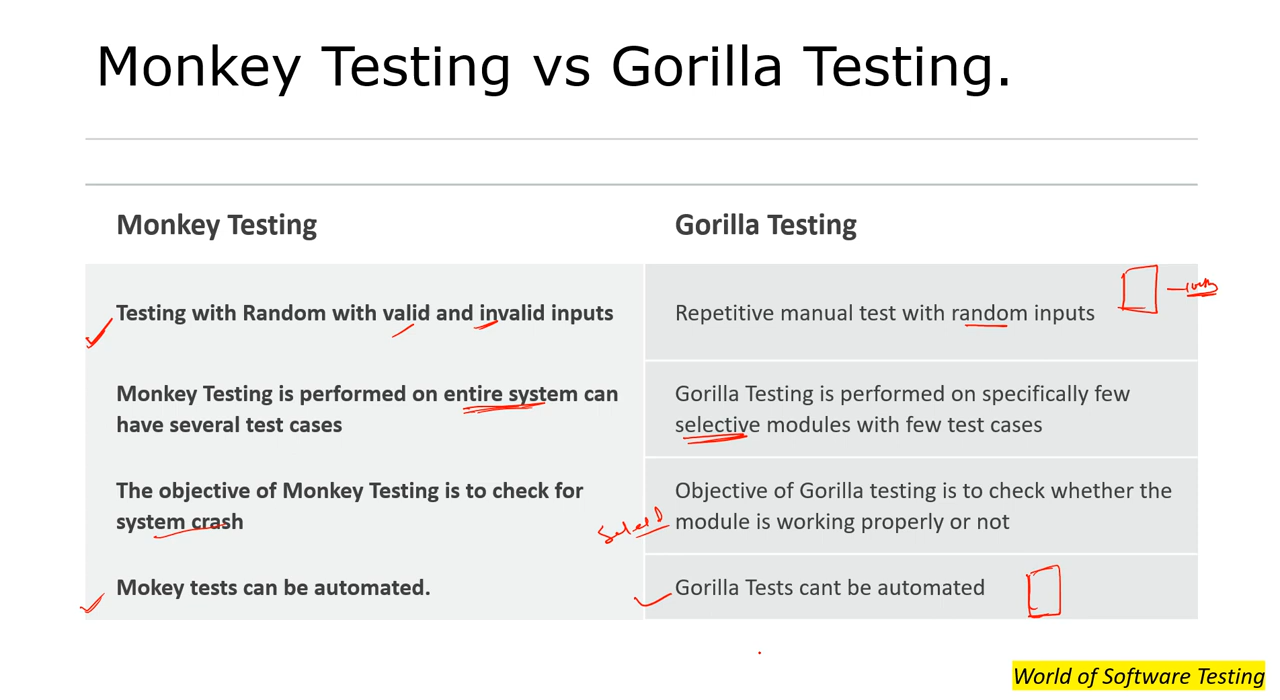 Monkey Testing vs Gorilla Testing.
Monkey Testing
Gorilla Testing
Testing with Random with valid and invalid inputs
Repetitive manual test with random inputs
Monkey Testing is performed on entire system can
have several test cases
Gorilla Testing is performed on specifically few
selective modules with few test cases
The objective of Monkey Testing is to check for
system crash
Objective of Gorilla testing is to check whether the
module is working properly or not
Mokey tests can be automated.
Gorilla Tests cant be automated
World of Software Testing